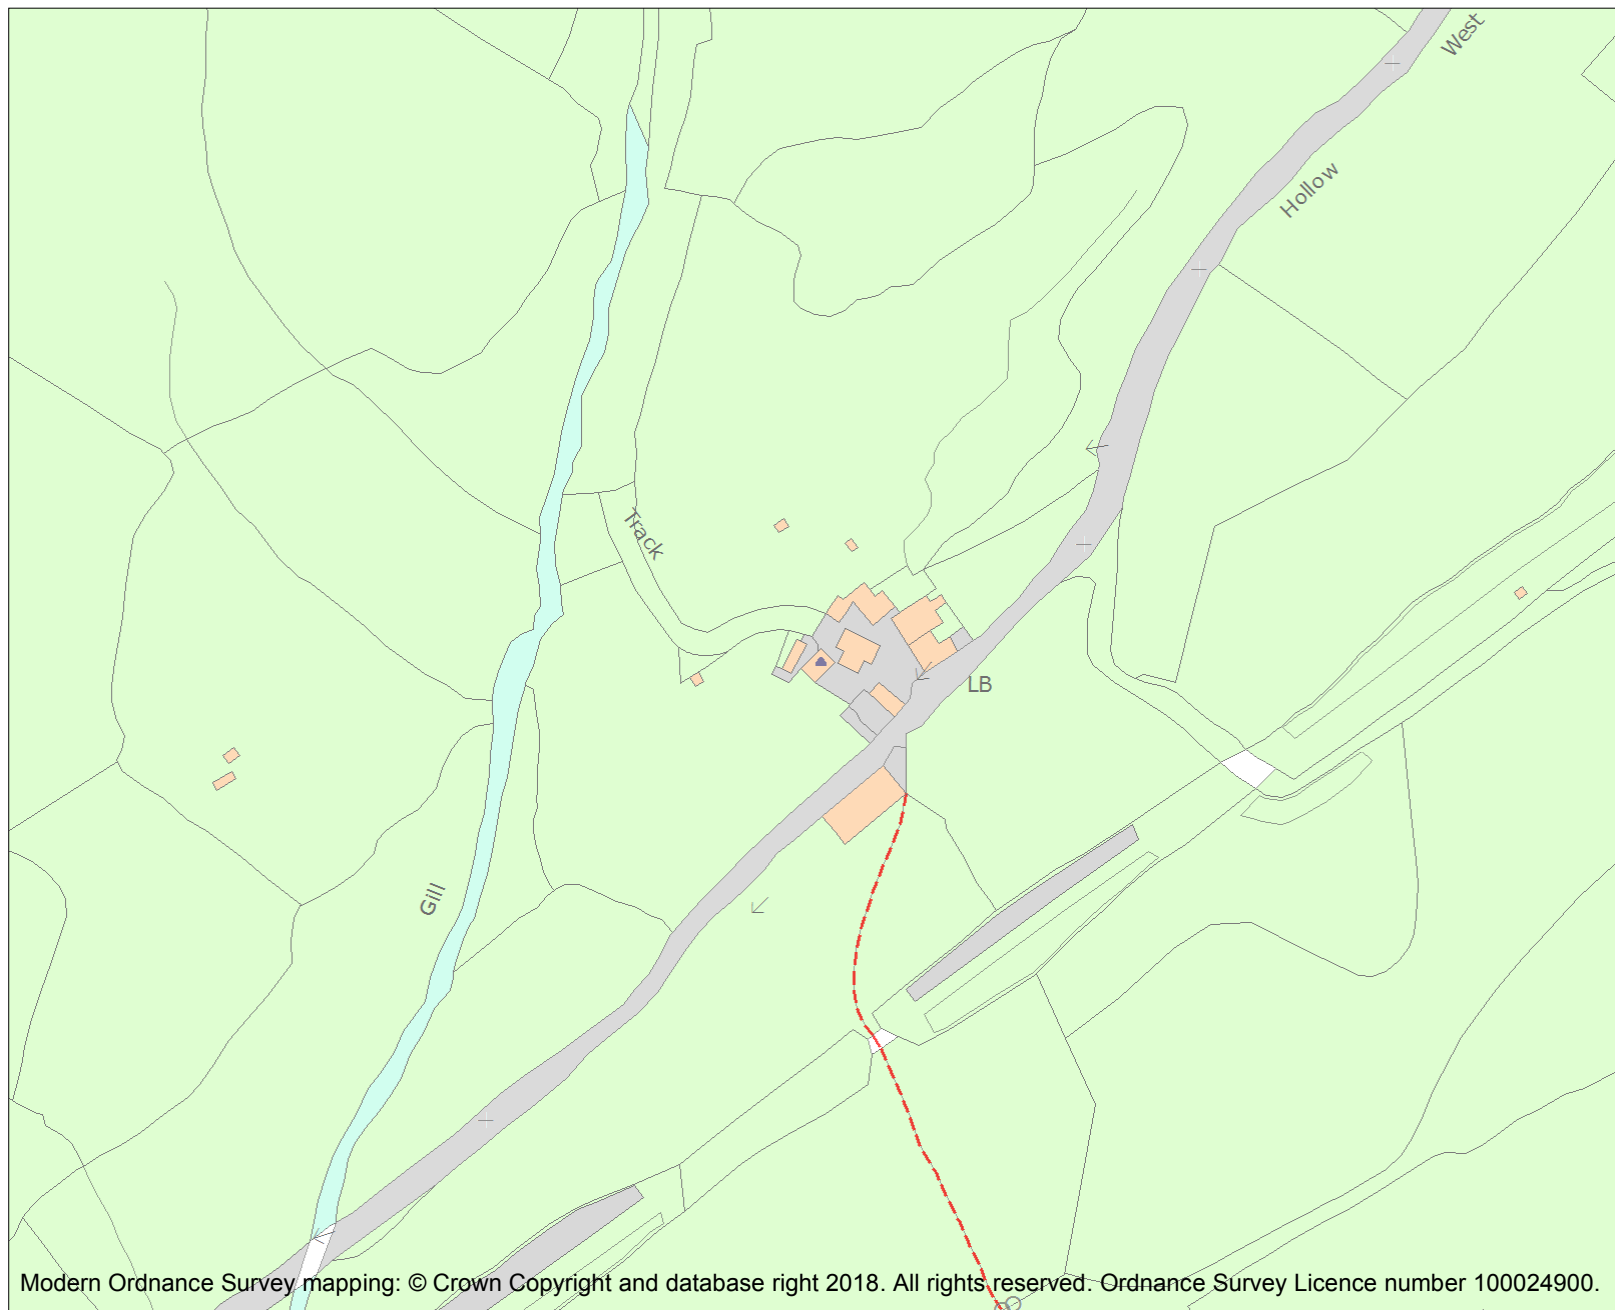 West
Hollow
Track
LB
Gill
Modern Ordnance Survey mapping: © Crown Copyright and database right 2018. All rights reserved. Ordnance Survey Licence number 100024900.